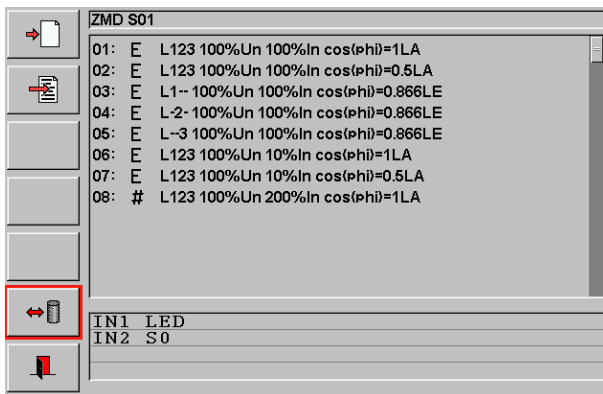 ZMD S01
01: E L123 100%Un 100%In cos(phi)=1LA
02: E L123 100%Un 100%In cos(phi)=0.5LA
03: E L1-- 100%Un 100%In cos(phi)=0.866LE
04: E L-2- 100%Un 100%In cos(phi)=0.866LE
05: E L--3 100%Un 100%In cos(phi)=0.866LE
06: E L123 100%Un 10%In cos(phi)=1LA
07: E L123 100%Un 10%In cos(phi)=0.5LA
08: # L123 100%Un 200%In cos(phi)=1LA
IN1 LED
IN2 S0